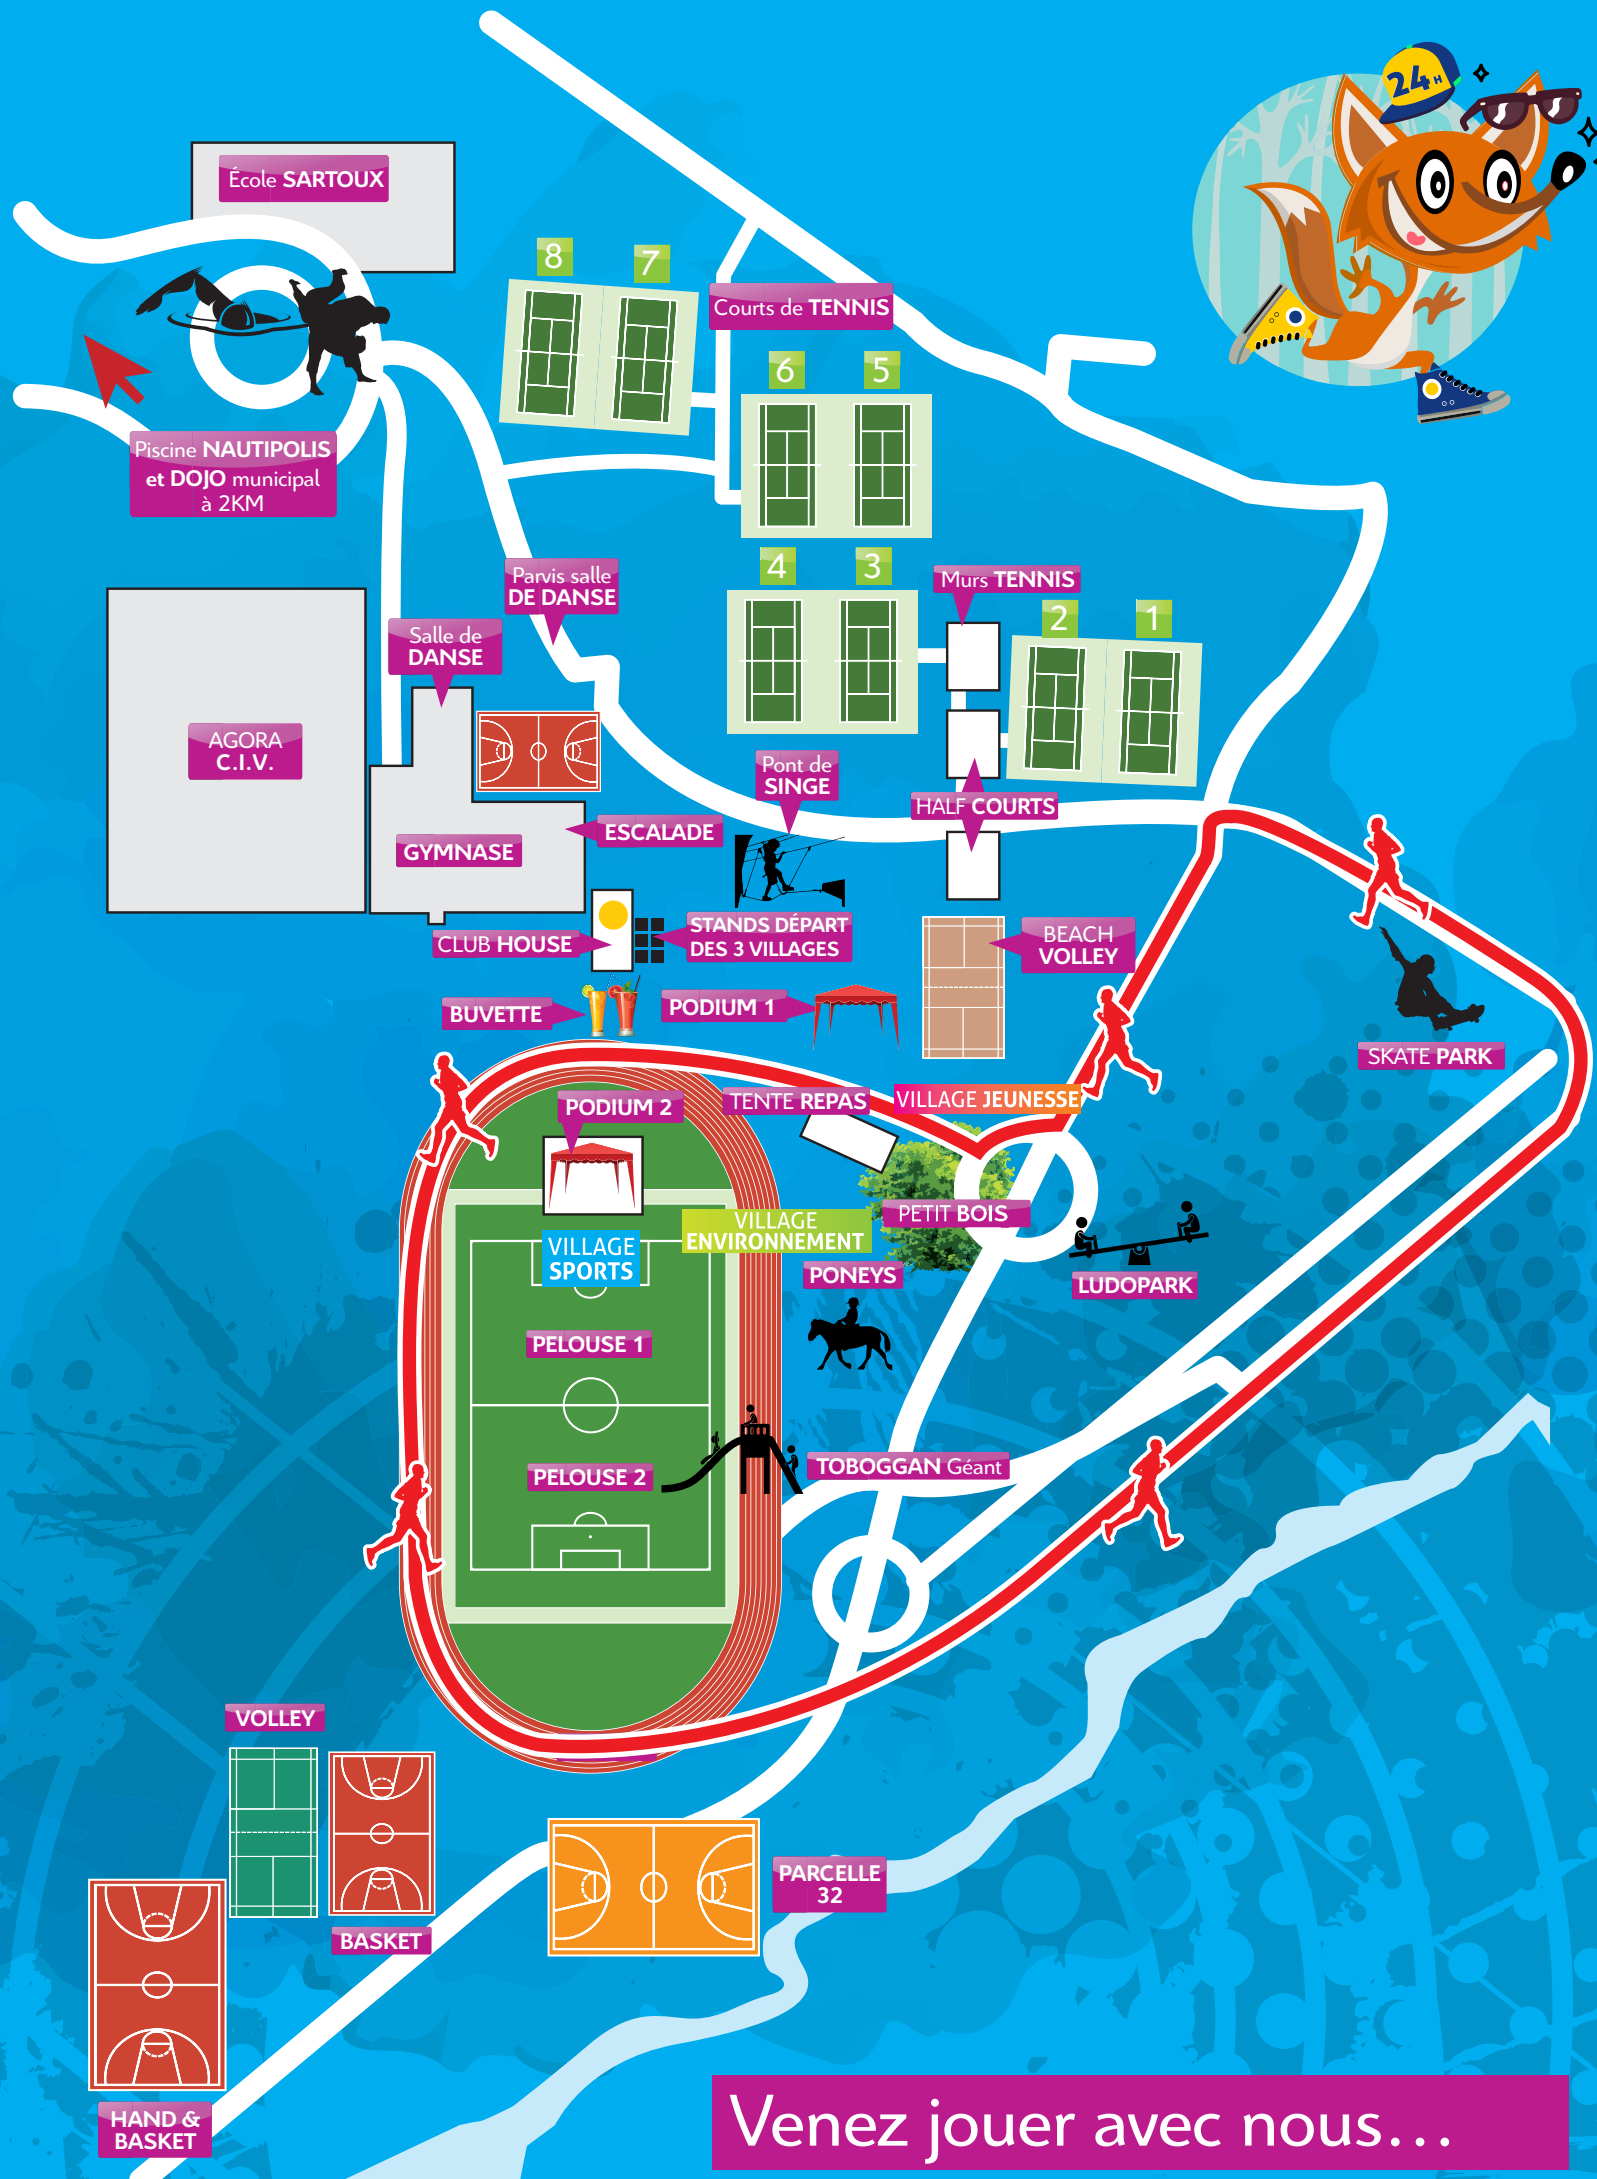 24H
École SARTOUX
8
7
Courts de TENNIS
6
5
Piscine NAUTIPOLIS
et DOJO municipal
à 2KM
4
3
Parvis salle
DE DANSE
Murs TENNIS
2
1
Salle de
DANSE
AGORA
C.I.V.
Pont de
SINGE
HALF COURTS
ESCALADE
GYMNASE
CLUB HOUSE
STANDS DÉPART
DES 3 VILLAGES
BEACH
VOLLEY
BUVETTE
PODIUM 1
SKATE PARK
PODIUM 2
TENTE REPAS
VILLAGE JEUNESSE
PETIT BOIS
VILLAGE
ENVIRONNEMENT
VILLAGE
SPORTS
PONEYS
LUDOPARK
PELOUSE 1
PELOUSE 2
TOBOGGAN Géant
VOLLEY
PARCELLE
32
BASKET
HAND &
BASKET
Venez jouer avec nous…